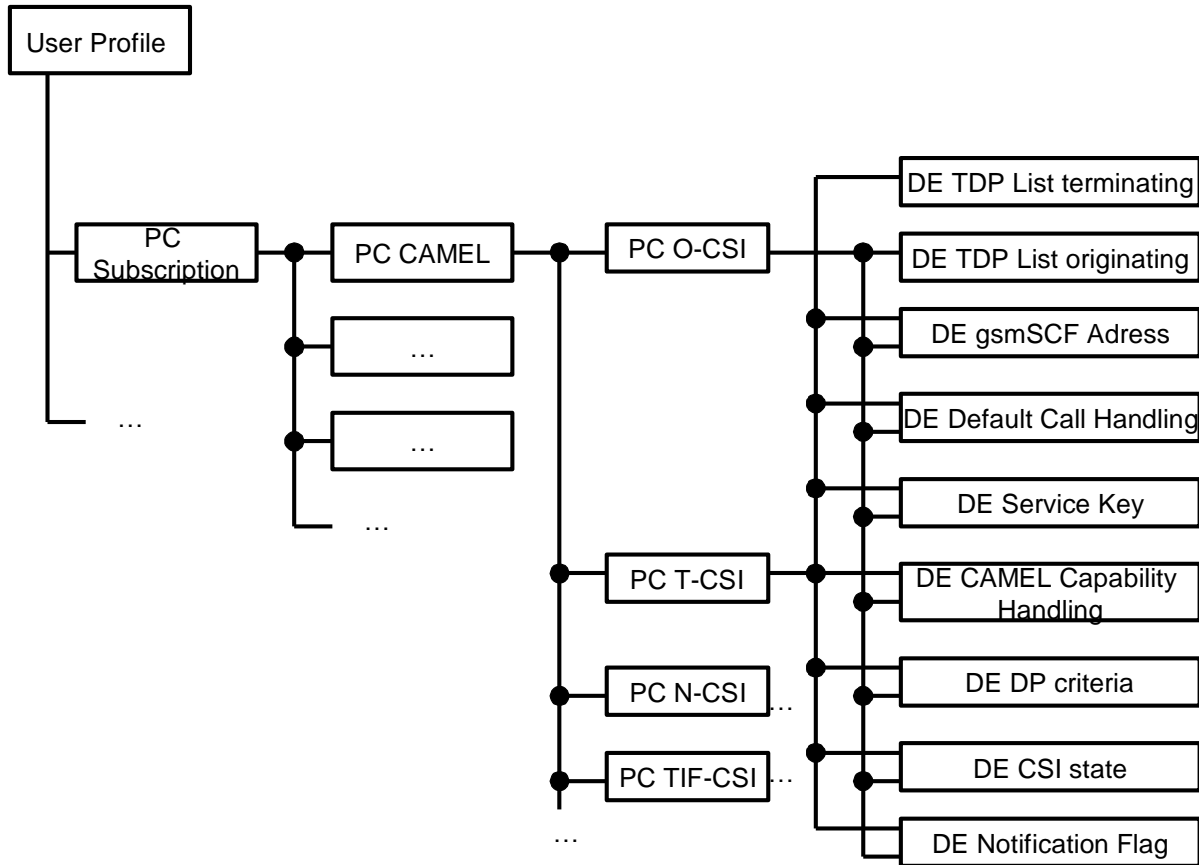 User Profile
DE TDP List terminating
PC
Subscription
PC CAMEL
PC O-CSI
DE TDP List originating
DE gsmSCF Adress
…
DE Default Call Handling
…
…
DE Service Key
…
PC T-CSI
DE CAMEL Capability
Handling
PC N-CSI
…
DE DP criteria
PC TIF-CSI
…
DE CSI state
…
DE Notification Flag